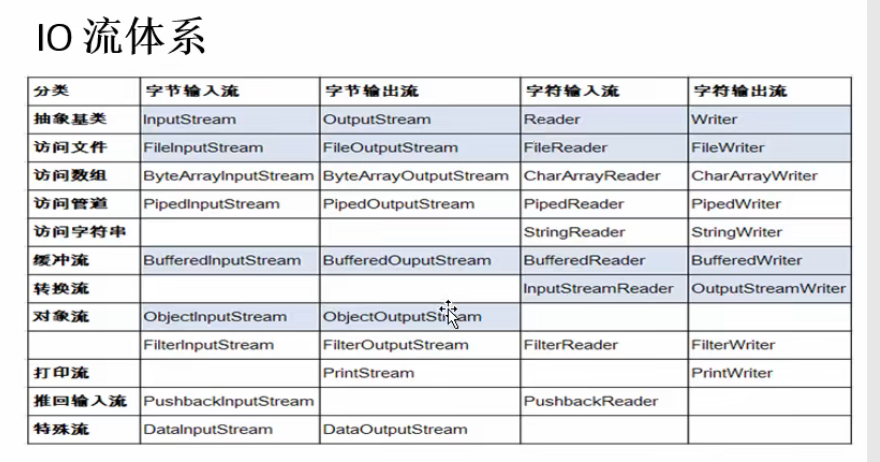 IO 流体系
分类 字节输入流 字节输出流 字符输入流 字符输出流
抽象基类 InputStream OutputStream Reader Writer
访问文件 FileInputStream FileOutputStream FileReader FileWriter
访问数组 ByteArrayInputStream ByteArrayOutputStream CharArrayReader CharArrayWriter
访问管道 PipedInputStream PipedOutputStream PipedReader PipedWriter
访问字符串 StringReader StringWriter
缓冲流 BufferedInputStream BufferedOuputStream BufferedReader BufferedWriter
转换流 InputStreamReader OutputStreamWriter
对象流 ObjectInputStream ObjectOutputStream
FilterInputStream FilterOutputStream FilterReader FilterWriter
打印流 PrintStream PrintWriter
推回输入流 PushbackInputStream PushbackReader
特殊流 DataInputStream DataOutputStream